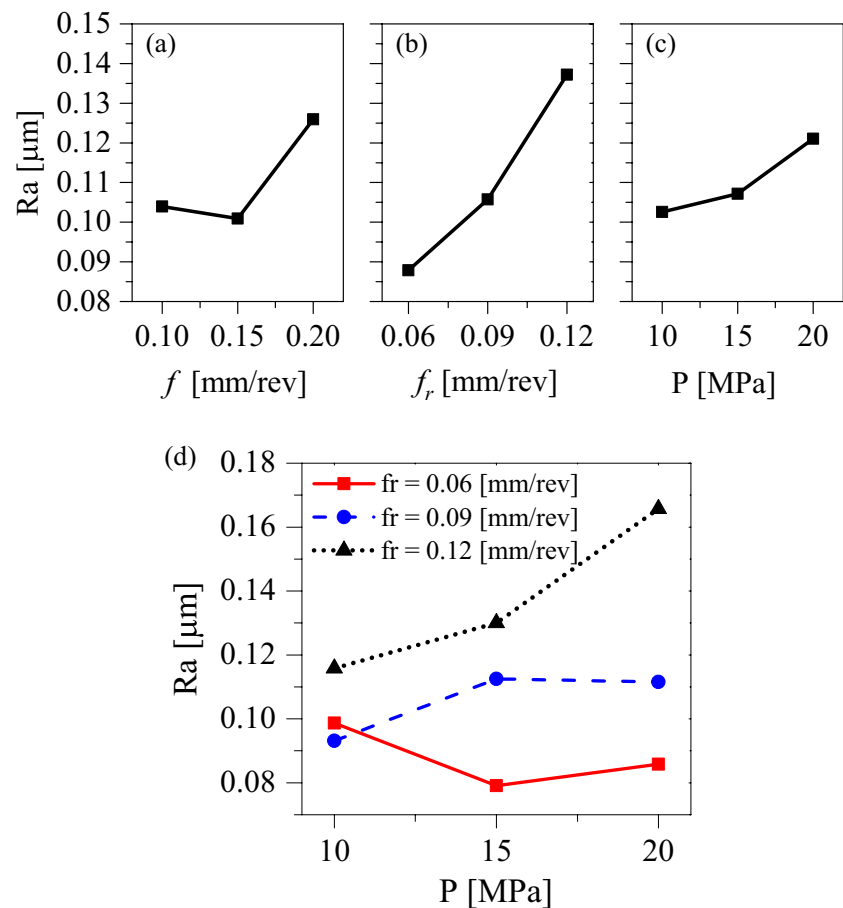 (a) (b) (c)
0.15
0.14
0.13
0.12
0.11
0.10
0.09
0.08
Ra [μm]
0.10 0.15 0.20 0.06 0.09 0.12 10 15 20
f [mm/rev] fr [mm/rev] P [MPa]
(d)
0.18
0.16
0.14
0.12
0.10
0.08
Ra [μm]
fr = 0.06 [mm/rev]
fr = 0.09 [mm/rev]
fr = 0.12 [mm/rev]
10 15 20
P [MPa]